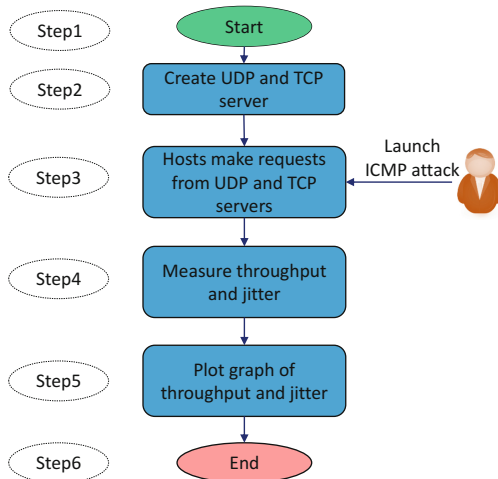 Step1
Start
Step2
Create UDP and TCP
server
Step3
Hosts make requests
from UDP and TCP
servers
Launch
ICMP attack
Step4
Measure throughput
and jitter
Step5
Plot graph of
throughput and jitter
Step6
End